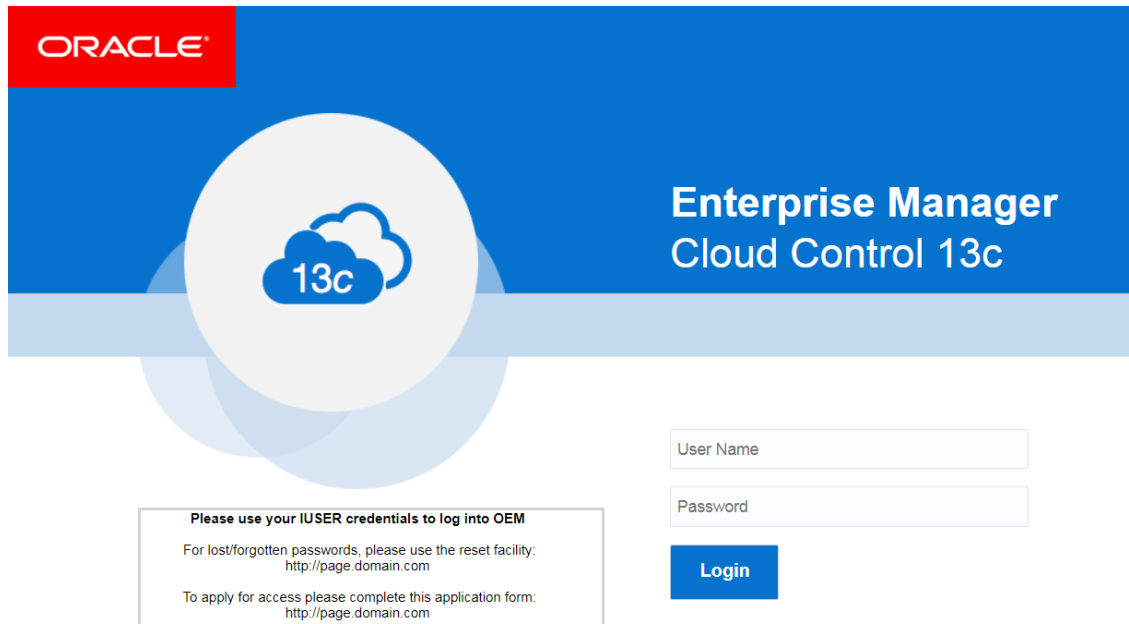 ORACLE®
13c
Enterprise Manager
Cloud Control 13c
User Name
Password
Login
Please use your IUSER credentials to log into OEM
For lost/forgotten passwords, please use the reset facility:
http://page.domain.com
To apply for access please complete this application form:
http://page.domain.com